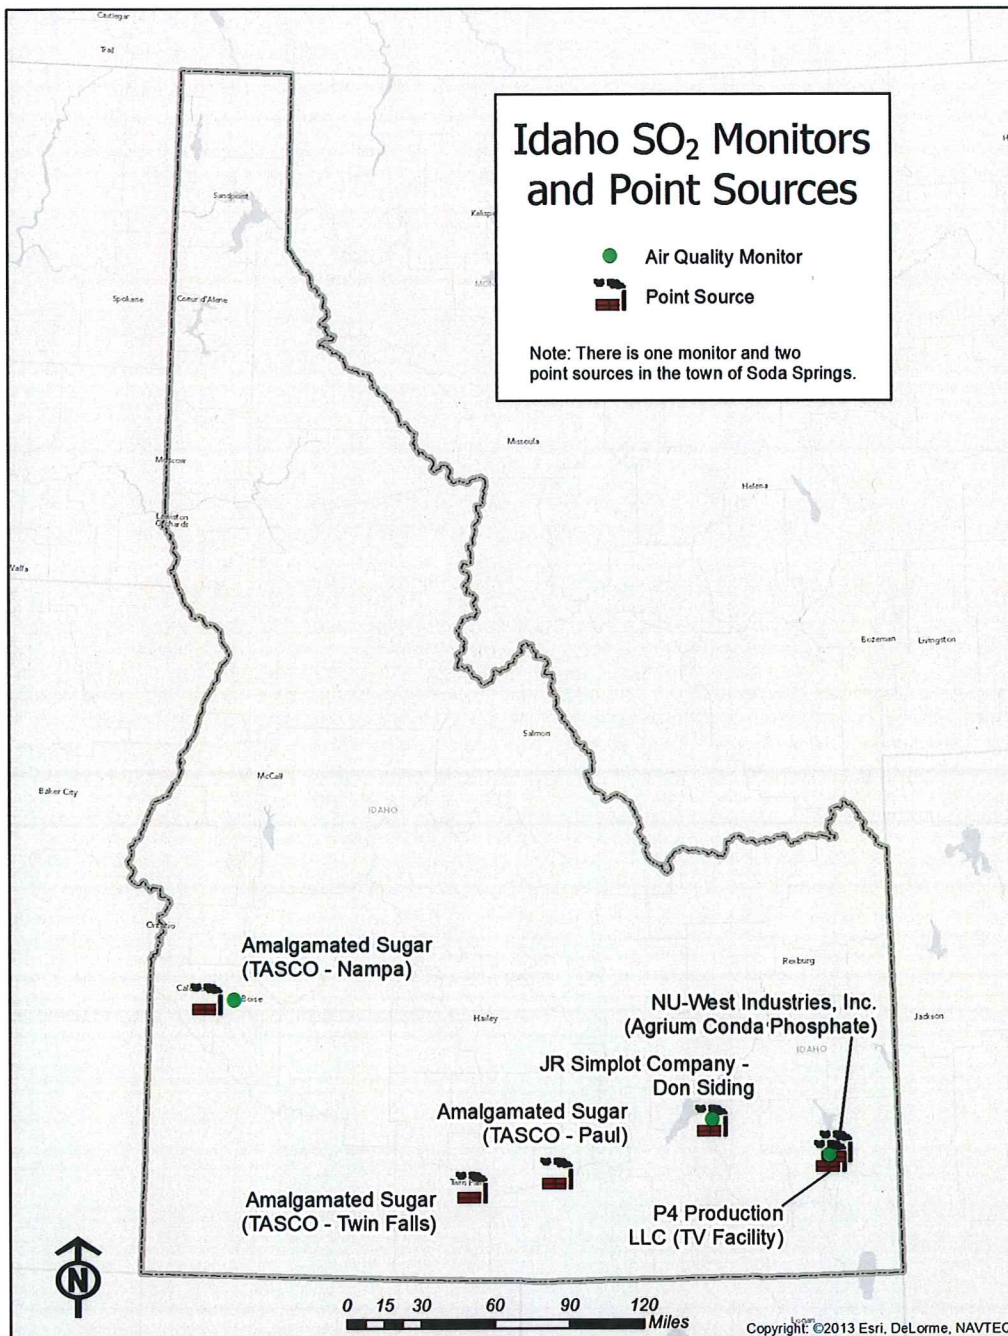 Castlegar
Trail
Idaho SO₂ Monitors
and Point Sources
Air Quality Monitor
Point Source
Note: There is one monitor and two
point sources in the town of Soda Springs.
Sandpoint
Spokane
Coeur d'Alene
Missoula
Moscow
Helena
Lewiston
Orchards
Bozeman
Livingston
Salmon
McCall
Baker City
IDAHO
Ontario
Rexburg
Amalgamated Sugar
(TASCO - Nampa)
Boise
NU-West Industries, Inc.
(Agrium Conda Phosphate)
Hailey
Jackson
IDAHO
JR Simplot Company -
Don Siding
Amalgamated Sugar
(TASCO - Paul)
Amalgamated Sugar
(TASCO - Twin Falls)
P4 Production
LLC (TV Facility)
N
0 15 30 60 90 120
Miles
Logan
Copyright: ©2013 Esri, DeLorme, NAVTEQ